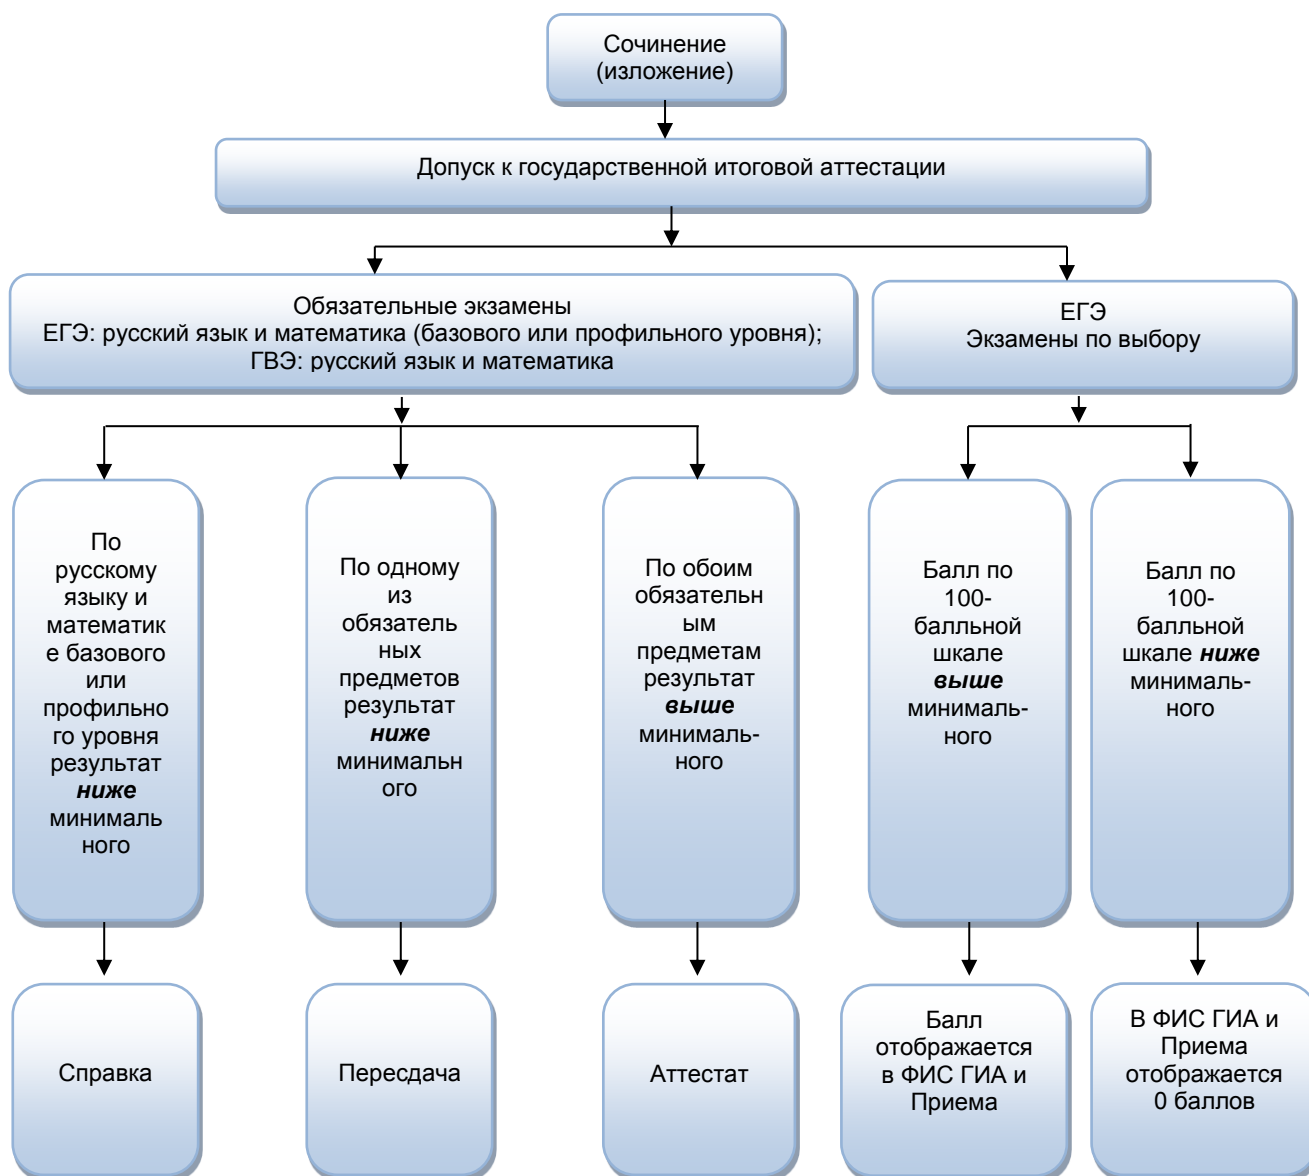 Сочинение
(изложение)
Допуск к государственной итоговой аттестации
Обязательные экзамены
ЕГЭ: русский язык и математика (базового или профильного уровня);
ГВЭ: русский язык и математика
ЕГЭ
Экзамены по выбору
По
русскому
языку и
математик
е базового
или
профильно
го уровня
результат
ниже
минималь
ного
По одному
из
обязатель
ных
предметов
результат
ниже
минимальн
ого
По обоим
обязательн
ым
предметам
результат
выше
минималь-
ного
Балл по
100-
балльной
шкале
выше
минималь-
ного
Балл по
100-
балльной
шкале ниже
минималь-
ного
Справка
Пересдача
Аттестат
Балл
отображается
в ФИС ГИА и
Приема
В ФИС ГИА и
Приема
отображается
0 баллов